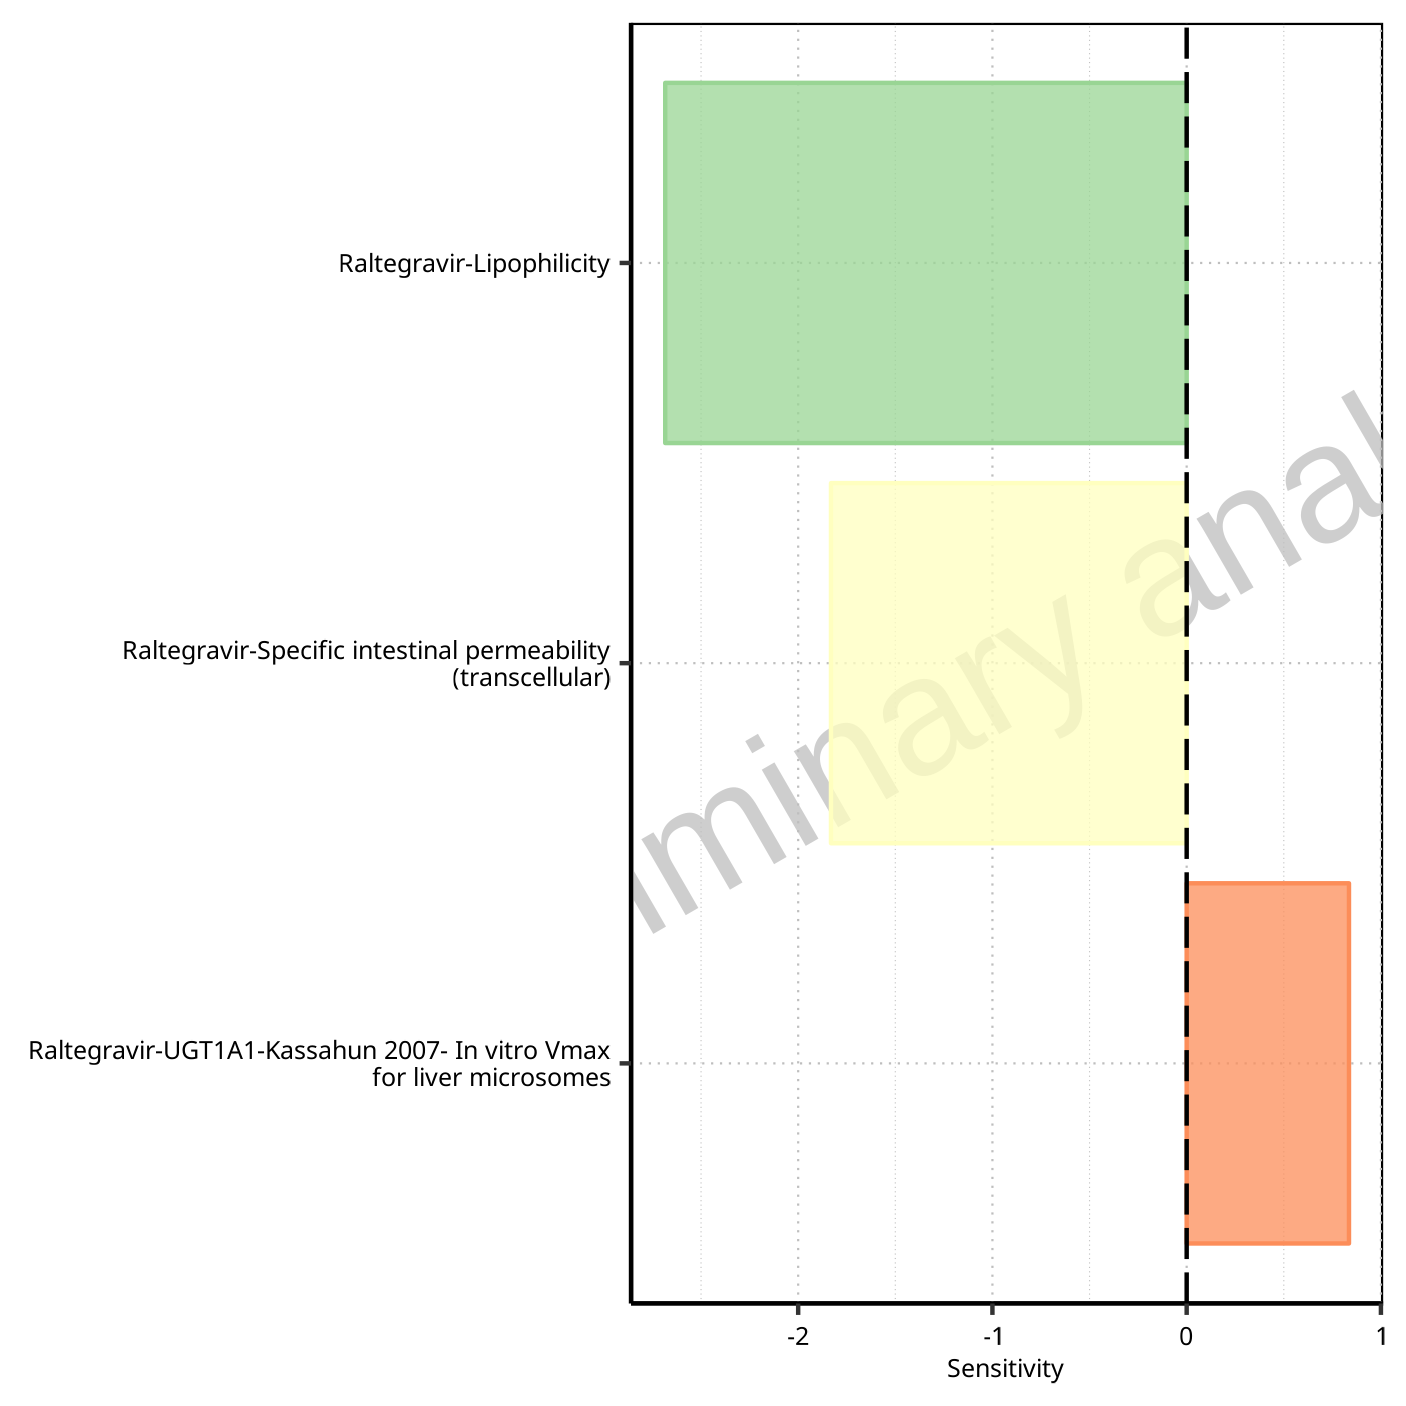 Raltegravir-Lipophilicity
Raltegravir-Specific intestinal permeability
(transcellular)
Raltegravir-UGT1A1-Kassahun 2007- In vitro Vmax
for liver microsomes
minary anal
-2
-1
0
1
Sensitivity